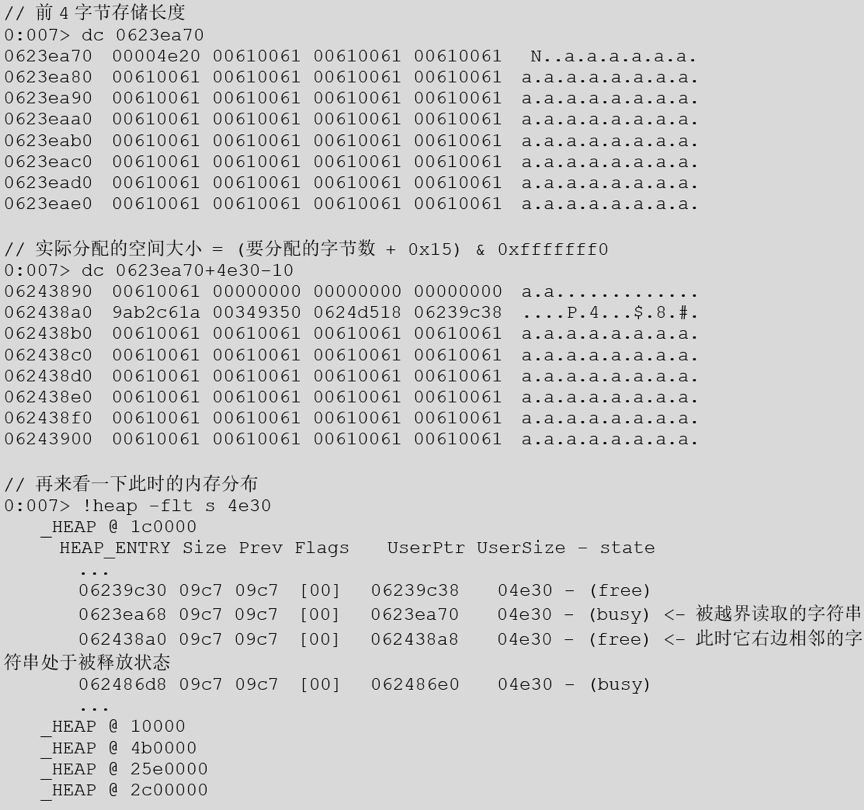 // 前 4 字节存储长度
0:007> dc 0623ea70
0623ea70  00004e20 00610061 00610061 00610061   N..a.a.a.a.a.a.
0623ea80  00610061 00610061 00610061 00610061  a.a.a.a.a.a.a.a.
0623ea90  00610061 00610061 00610061 00610061  a.a.a.a.a.a.a.a.
0623eaa0  00610061 00610061 00610061 00610061  a.a.a.a.a.a.a.a.
0623eab0  00610061 00610061 00610061 00610061  a.a.a.a.a.a.a.a.
0623eac0  00610061 00610061 00610061 00610061  a.a.a.a.a.a.a.a.
0623ead0  00610061 00610061 00610061 00610061  a.a.a.a.a.a.a.a.
0623eae0  00610061 00610061 00610061 00610061  a.a.a.a.a.a.a.a.
// 实际分配的空间大小 = (要分配的字节数 + 0x15) & 0xfffffff0
0:007> dc 0623ea70+4e30-10
06243890  00610061 00000000 00000000 00000000  a.a.............
062438a0  9ab2c61a 00349350 0624d518 06239c38  ....P.4...$.8.#.
062438b0  00610061 00610061 00610061 00610061  a.a.a.a.a.a.a.a.
062438c0  00610061 00610061 00610061 00610061  a.a.a.a.a.a.a.a.
062438d0  00610061 00610061 00610061 00610061  a.a.a.a.a.a.a.a.
062438e0  00610061 00610061 00610061 00610061  a.a.a.a.a.a.a.a.
062438f0  00610061 00610061 00610061 00610061  a.a.a.a.a.a.a.a.
06243900  00610061 00610061 00610061 00610061  a.a.a.a.a.a.a.a.
// 再来看一下此时的内存分布
0:007> !heap -flt s 4e30
_HEAP @ 1c0000
HEAP_ENTRY Size Prev Flags    UserPtr UserSize - state
...
06239c30 09c7 09c7  [00]   06239c38    04e30 - (free)
0623ea68 09c7 09c7  [00]   0623ea70    04e30 - (busy) <- 被越界读取的字符串
062438a0 09c7 09c7  [00]   062438a8    04e30 - (free) <- 此时它右边相邻的字
符串处于被释放状态
062486d8 09c7 09c7  [00]   062486e0    04e30 - (busy)
...
_HEAP @ 10000
_HEAP @ 4b0000
_HEAP @ 25e0000
_HEAP @ 2c00000